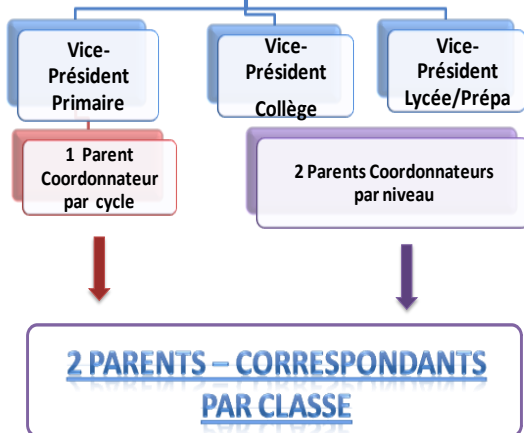 Vice-
Président
Primaire
Vice-
Président
Collège
Vice-
Président
Lycée/Prépa
1 Parent
Coordonnateur
par cycle
2 Parents Coordonnateurs
par niveau
2 PARENTS – CORRESPONDANTS
PAR CLASSE